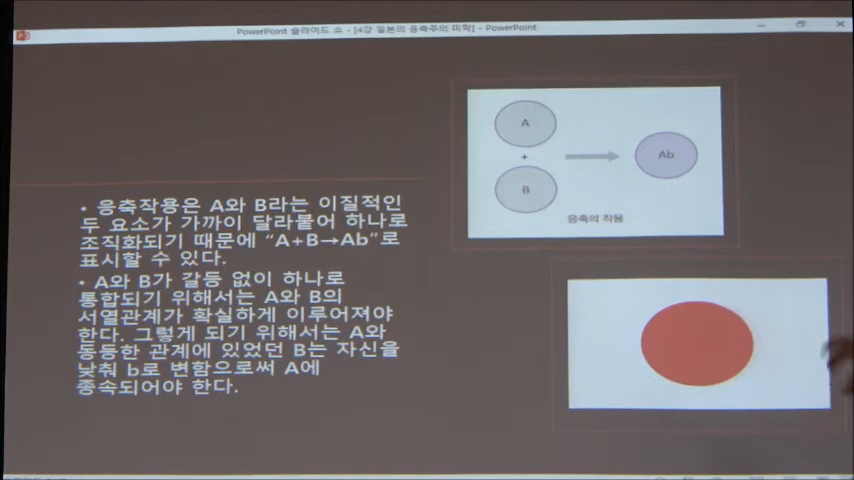 PowerPoint 슬라이드 쇼 - [4강 일본의 응축주의 미학] - PowerPoint
A
+
B
Ab
응축의 작용
• 응축작용은 A와 B라는 이질적인
두 요소가 가까이 달라붙어 하나로
조직화되기 때문에 “A+B→Ab”로
표시할 수 있다.
• A와 B가 갈등 없이 하나로
통합되기 위해서는 A와 B의
서열관계가 확실하게 이루어져야
한다. 그렇게 되기 위해서는 A와
동등한 관계에 있었던 B는 자신을
낮춰 b로 변함으로써 A에
종속되어야 한다.